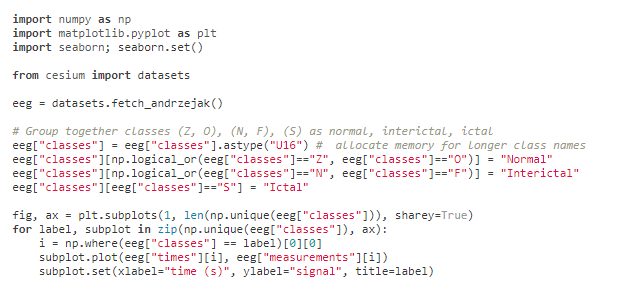 import numpy as np
import matplotlib.pyplot as plt
import seaborn; seaborn.set()

from cesium import datasets

eeg = datasets.fetch_andrzejak()

# Group together classes (Z, O), (N, F), (S) as normal, interictal, ictal
eeg["classes"] = eeg["classes"].astype("U16") #  allocate memory for longer class names
eeg["classes"][np.logical_or(eeg["classes"]=="Z", eeg["classes"]=="O")] = "Normal"
eeg["classes"][np.logical_or(eeg["classes"]=="N", eeg["classes"]=="F")] = "Interictal"
eeg["classes"][eeg["classes"]=="S"] = "Ictal"

fig, ax = plt.subplots(1, len(np.unique(eeg["classes"])), sharey=True)
for label, subplot in zip(np.unique(eeg["classes"]), ax):
    i = np.where(eeg["classes"] == label)[0][0]
    subplot.plot(eeg["times"][i], eeg["measurements"][i])
    subplot.set(xlabel="time (s)", ylabel="signal", title=label)